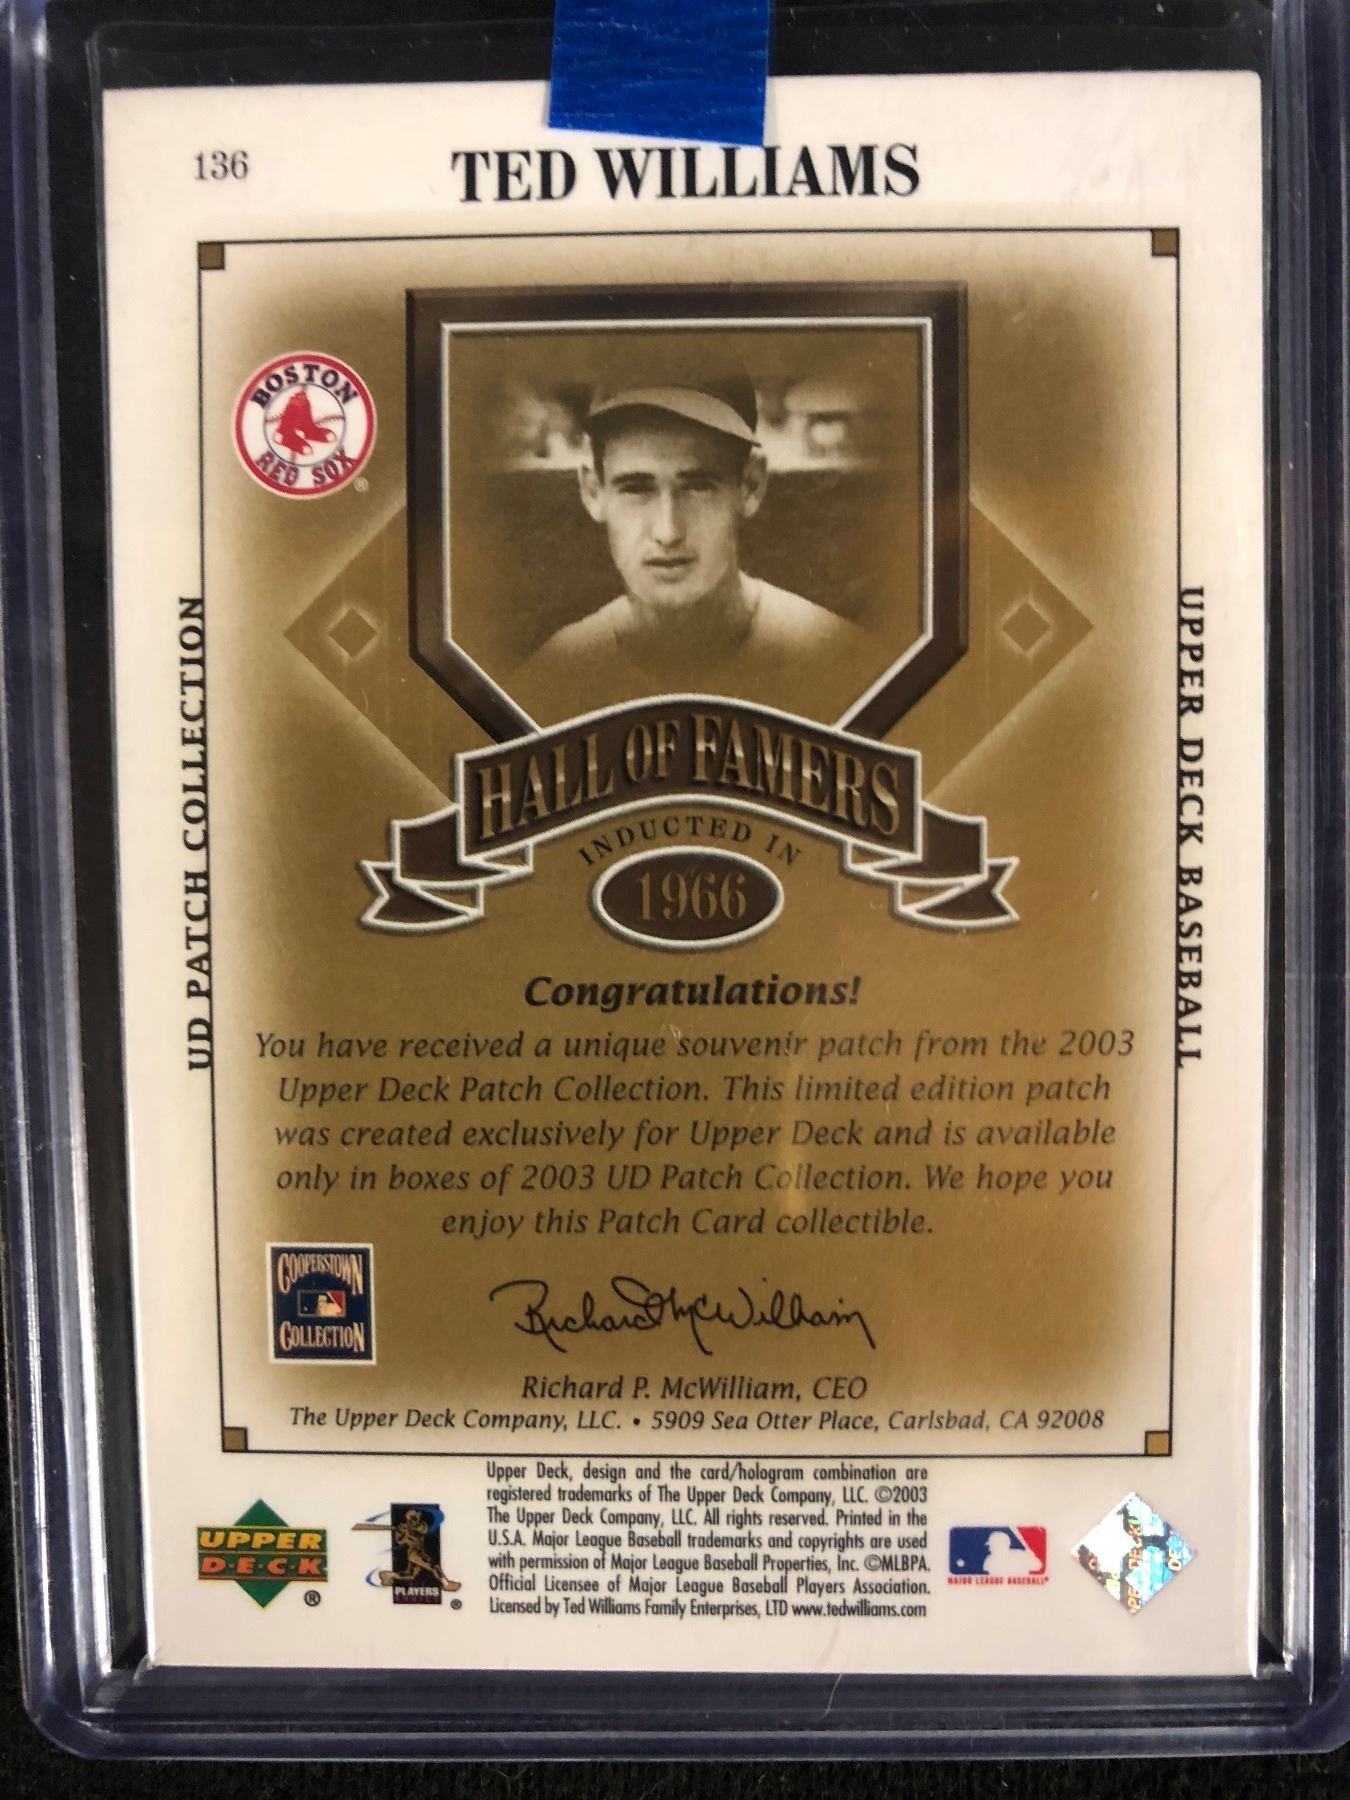 136
TED WILLIAMS
BOSTON
RED SOX
®
UD PATCH COLLECTION
UPPER DECK BASEBALL
HALL OF FAMERS
INDUCTED IN
1966
Congratulations!
You have received a unique souvenir patch from the 2003
Upper Deck Patch Collection. This limited edition patch
was created exclusively for Upper Deck and is available
only in boxes of 2003 UD Patch Collection. We hope you
enjoy this Patch Card collectible.
COOPERSTOWN
COLLECTION
Richard McWilliam
Richard P. McWilliam, CEO
The Upper Deck Company, LLC. • 5909 Sea Otter Place, Carlsbad, CA 92008
Upper Deck, design and the card/hologram combination are
registered trademarks of The Upper Deck Company, LLC. ©2003
The Upper Deck Company, LLC. All rights reserved. Printed in the
U.S.A. Major League Baseball trademarks and copyrights are used
with permission of Major League Baseball Properties, Inc. ©MLBPA.
Official Licensee of Major League Baseball Players Association.
Licensed by Ted Williams Family Enterprises, LTD www.tedwilliams.com
UPPER
D·E·C·K
®
PLAYERS
®
MAJOR LEAGUE BASEBALL®